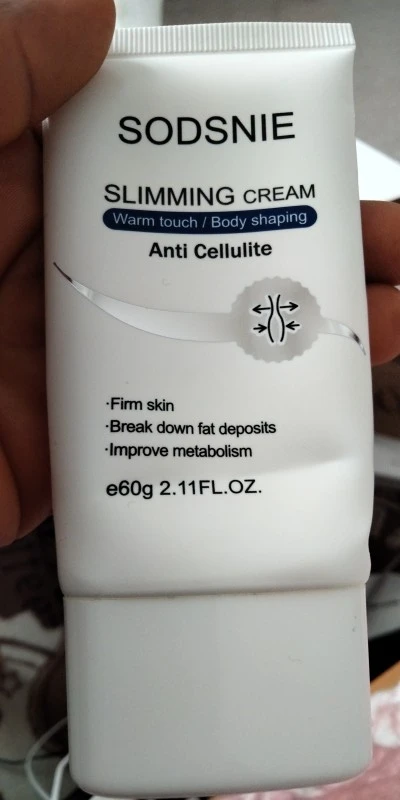 SODSNIE
SLIMMING CREAM
Warm touch / Body shaping
Anti Cellulite
·Firm skin
·Break down fat deposits
·Improve metabolism
e60g 2.11FL.OZ.